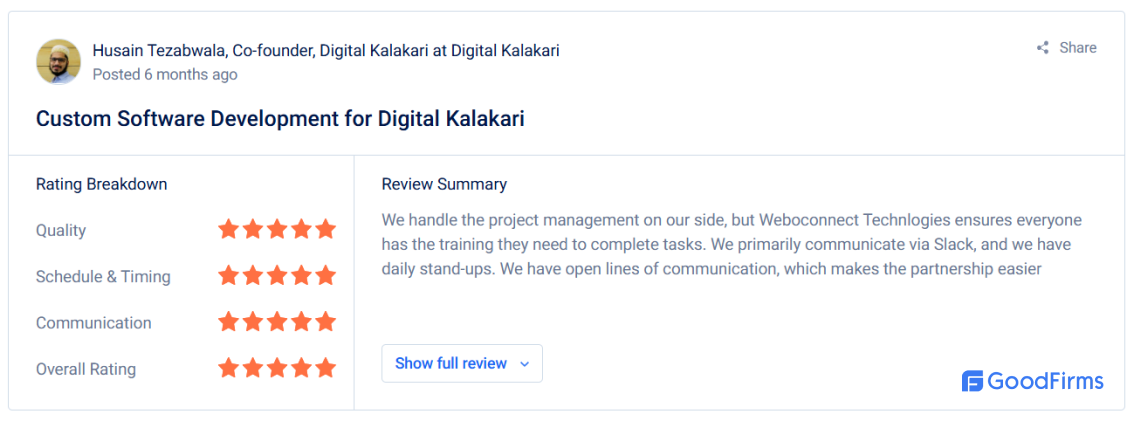 Husain Tezabwala, Co-founder, Digital Kalakari at Digital Kalakari
Share
Posted 6 months ago
Custom Software Development for Digital Kalakari
Rating Breakdown
Quality
Schedule & Timing
Communication
Overall Rating
Review Summary
We handle the project management on our side, but Weboconnect Technlogies ensures everyone
has the training they need to complete tasks. We primarily communicate via Slack, and we have
daily stand-ups. We have open lines of communication, which makes the partnership easier
Show full review
GoodFirms